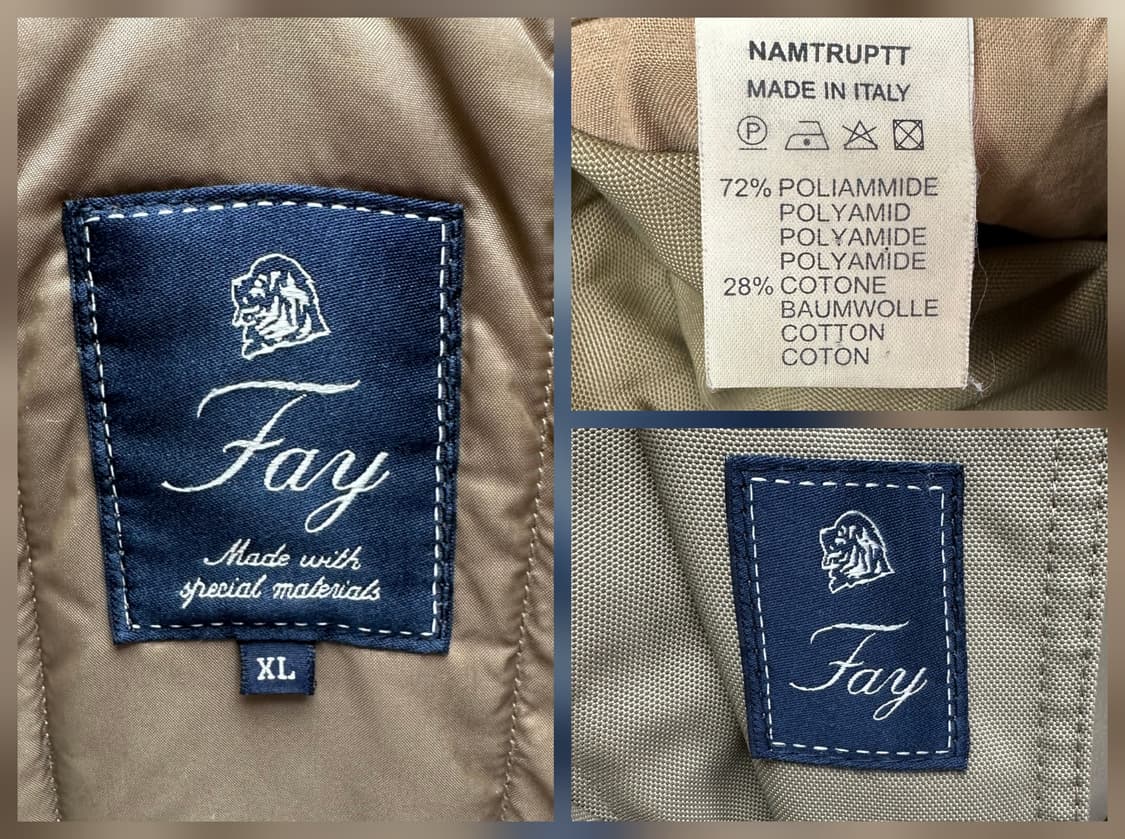 Fay
Made with
special materials
XL
NAMTRUPTT
MADE IN ITALY
P
72% POLIAMMIDE
POLYAMID
POLYAMIDE
POLYAMIDE
28% COTONE
BAUMWOLLE
COTTON
COTON
Fay